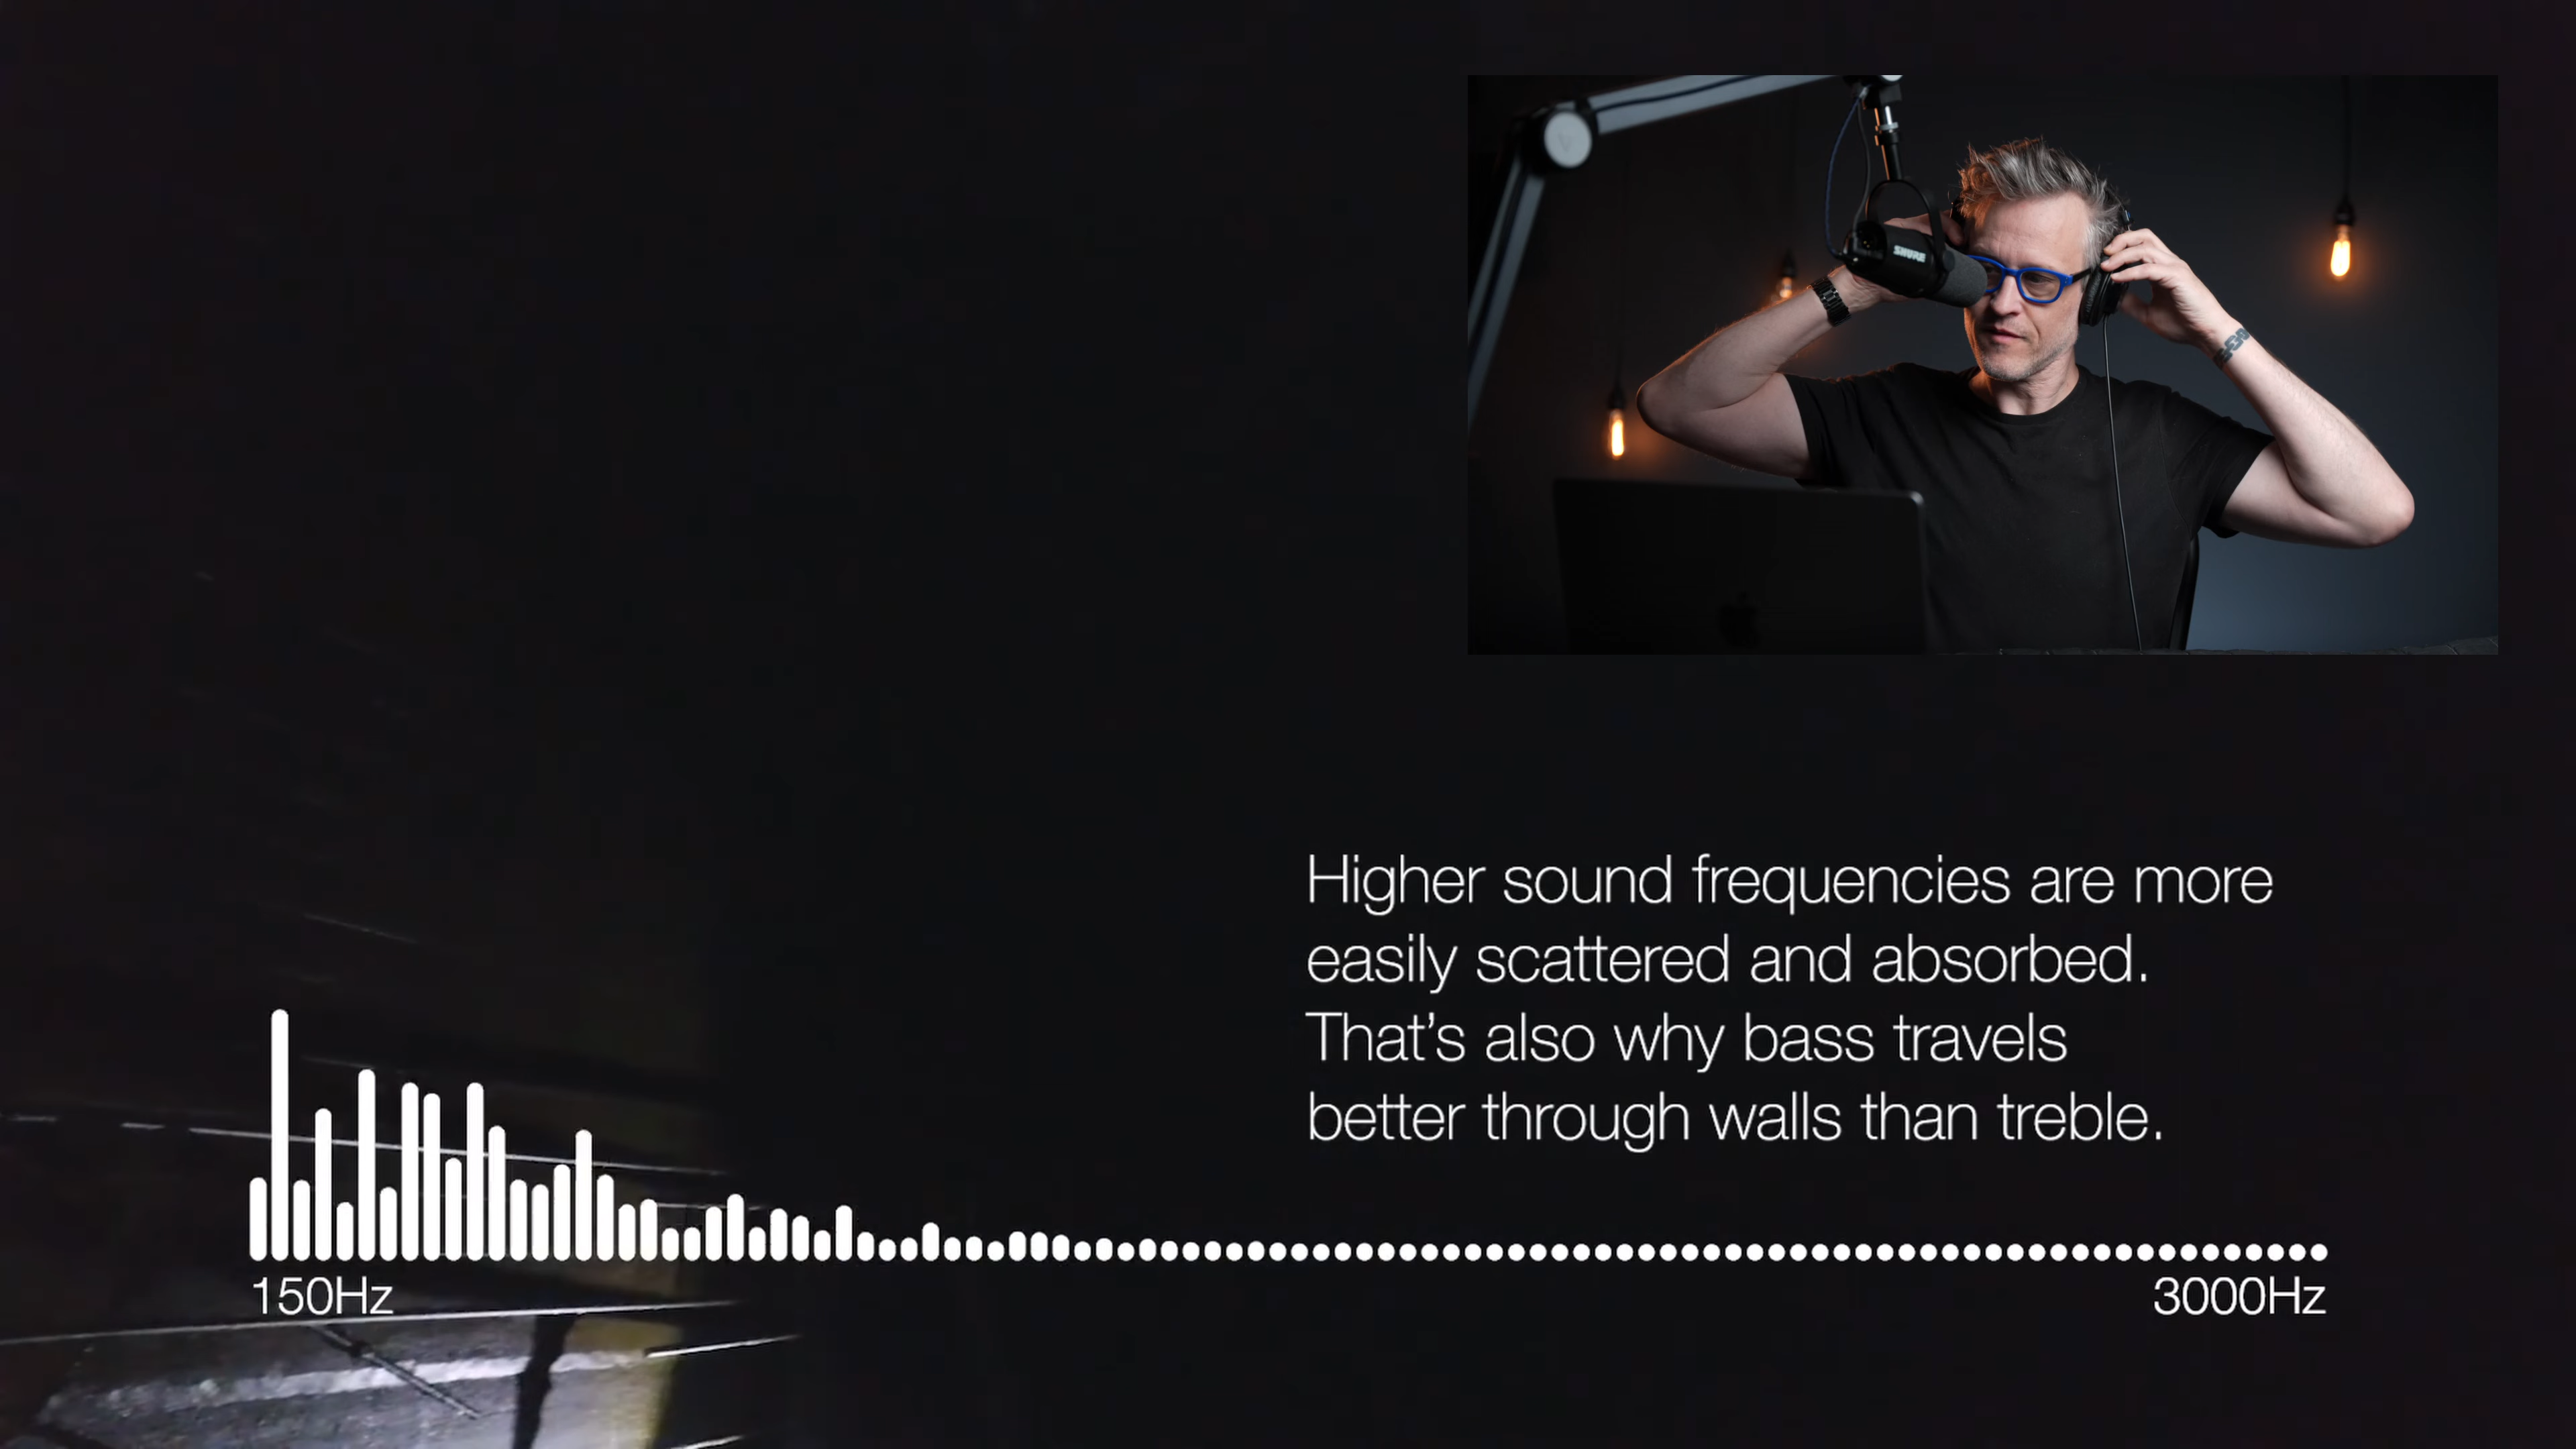 SHURE
Higher sound frequencies are more
easily scattered and absorbed.
That’s also why bass travels
better through walls than treble.
150Hz
3000Hz